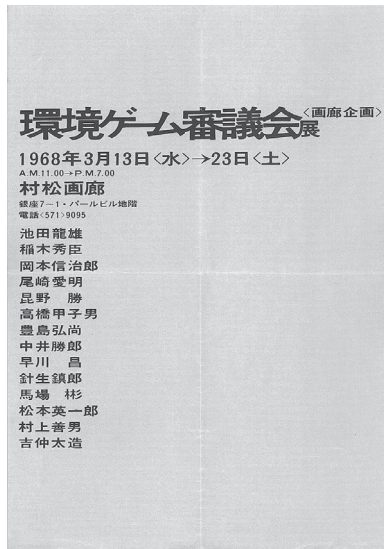 環境ゲーム審議会展〈画廊企画〉
1968年3月13日〈水〉→23日〈土〉
A.M.11.00→P.M.7.00
村松画廊
銀座7−1・パールビル地階
電話〈571〉9095
池田龍雄
稲木秀臣
岡本信治郎
尾崎愛明
昆野　勝
高橋甲子男
豊島弘尚
中井勝郎
早川　昌
針生鎮郎
馬場　彬
松本英一郎
村上善男
吉仲太造